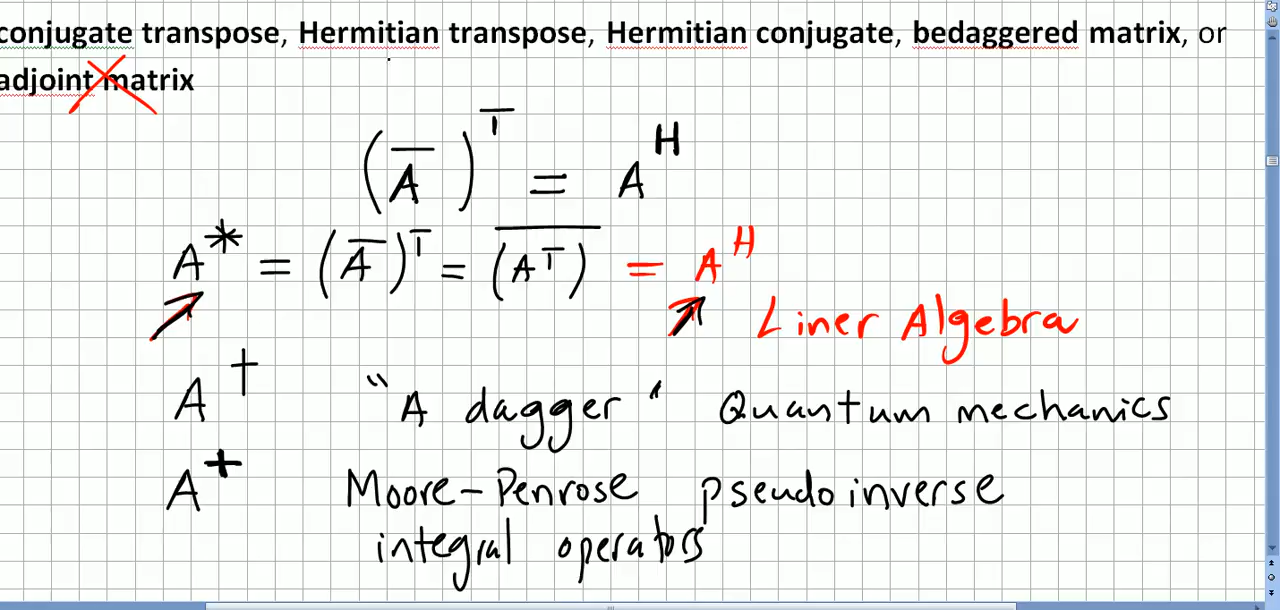 conjugate transpose, Hermitian transpose, Hermitian conjugate, bedaggered matrix, or
adjoint matrix
(A̅)ᵀ = Aᴴ
A* = (A̅)ᵀ = (Aᵀ)̅ = Aᴴ
Liner Algebra
A† "A dagger" Quantum mechanics
A⁺ Moore-Penrose pseudoinverse
integral operators